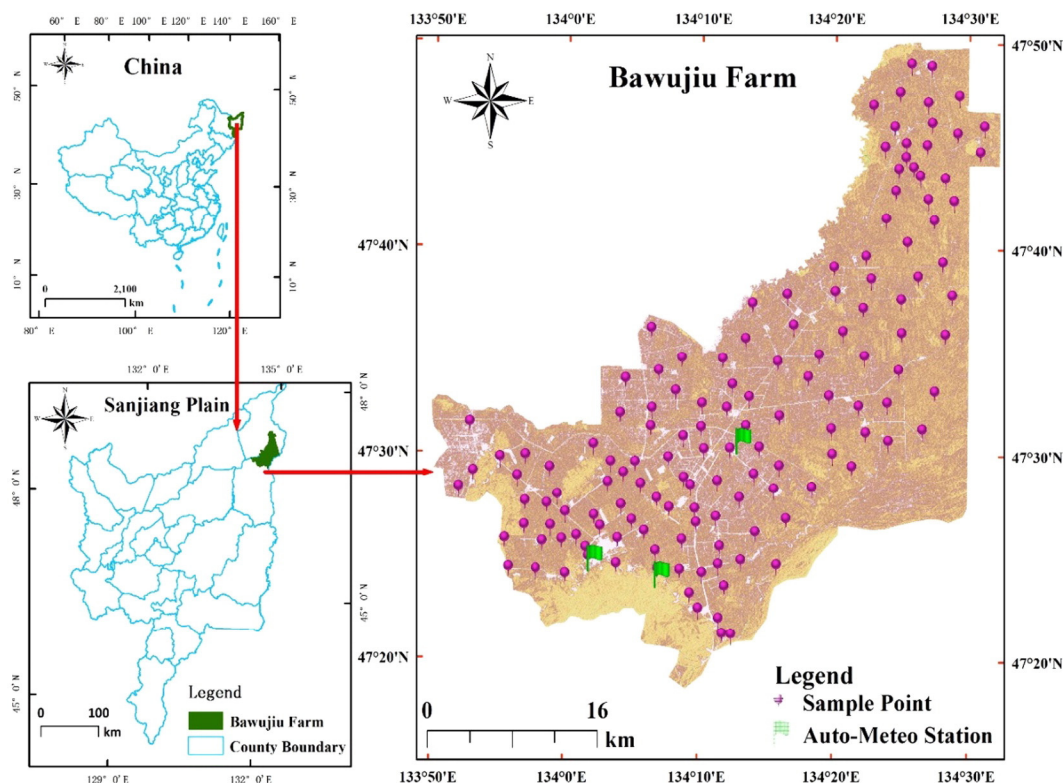 60° E 80° E 100° E 120° E 140° E 160° E
China
N
W E
S
50° N
30° N
10° N
50° N
30° N
10° N
0 2,100
km
80° E 100° E 120° E
132° 0′ E 135° 0′ E
Sanjiang Plain
N
W E
S
48° 0′ N
45° 0′ N
48° 0′ N
45° 0′ N
Legend
Bawujiu Farm
County Boundary
0 100
km
129° 0′ E 132° 0′ E
133°50'E 134°0'E 134°10'E 134°20'E 134°30'E
Bawujiu Farm
N
W E
S
47°40'N
47°30'N
47°20'N
47°50'N
47°40'N
47°30'N
47°20'N
Legend
Sample Point
Auto-Meteo Station
0 16
km
133°50'E 134°0'E 134°10'E 134°20'E 134°30'E